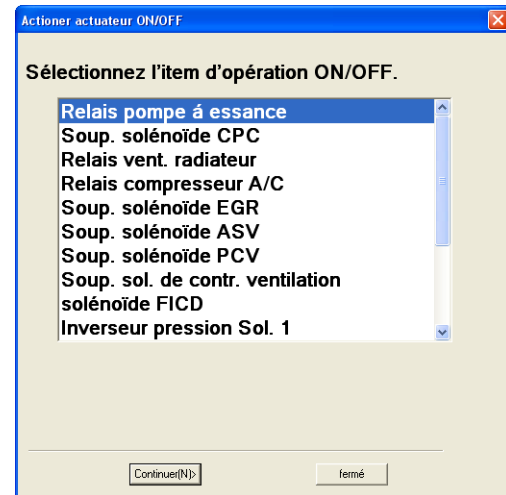 Actioner actuateur ON/OFF
Sélectionnez l'item d'opération ON/OFF.
Relais pompe á essance
Soup. solénoïde CPC
Relais vent. radiateur
Relais compresseur A/C
Soup. solénoïde EGR
Soup. solénoïde ASV
Soup. solénoïde PCV
Soup. sol. de contr. ventilation
solénoïde FICD
Inverseur pression Sol. 1
Continuer(N)>
fermé